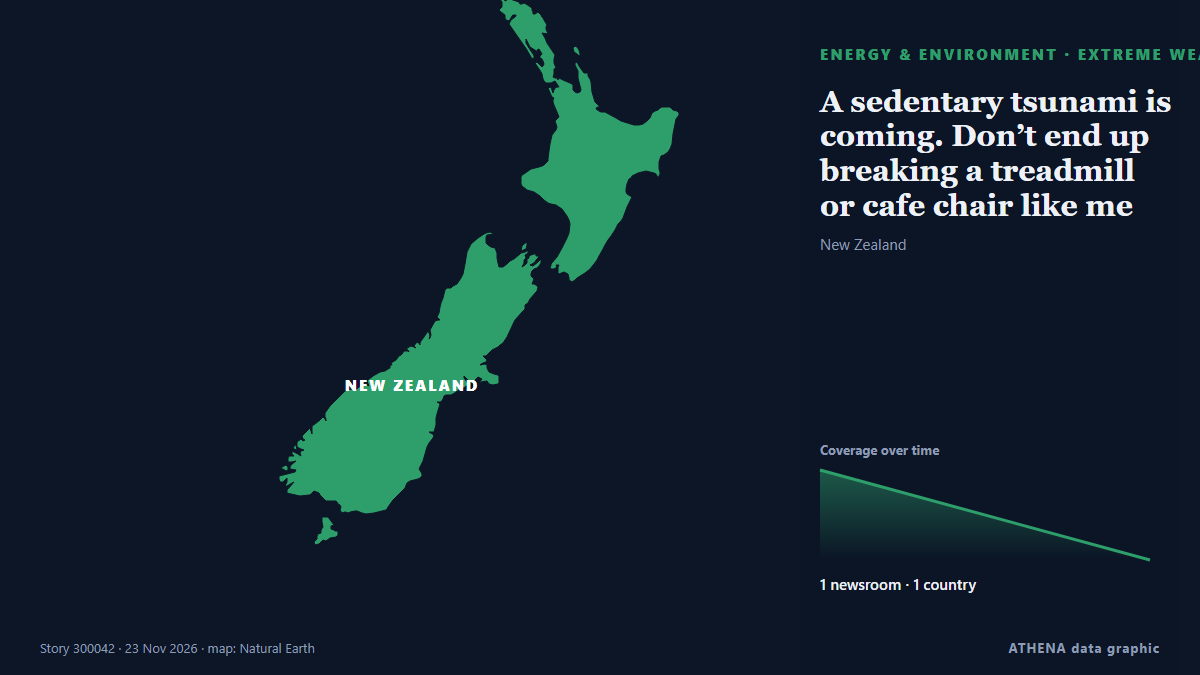 ENERGY & ENVIRONMENT · EXTREME
A sedentary tsunami is
coming. Don’t end up
breaking a treadmill
or cafe chair like me
New Zealand
NEW ZEALAND
Coverage over time
1 newsroom · 1 country
Story 300042 · 23 Nov 2026 · map: Natural Earth
ATHENA data graphic